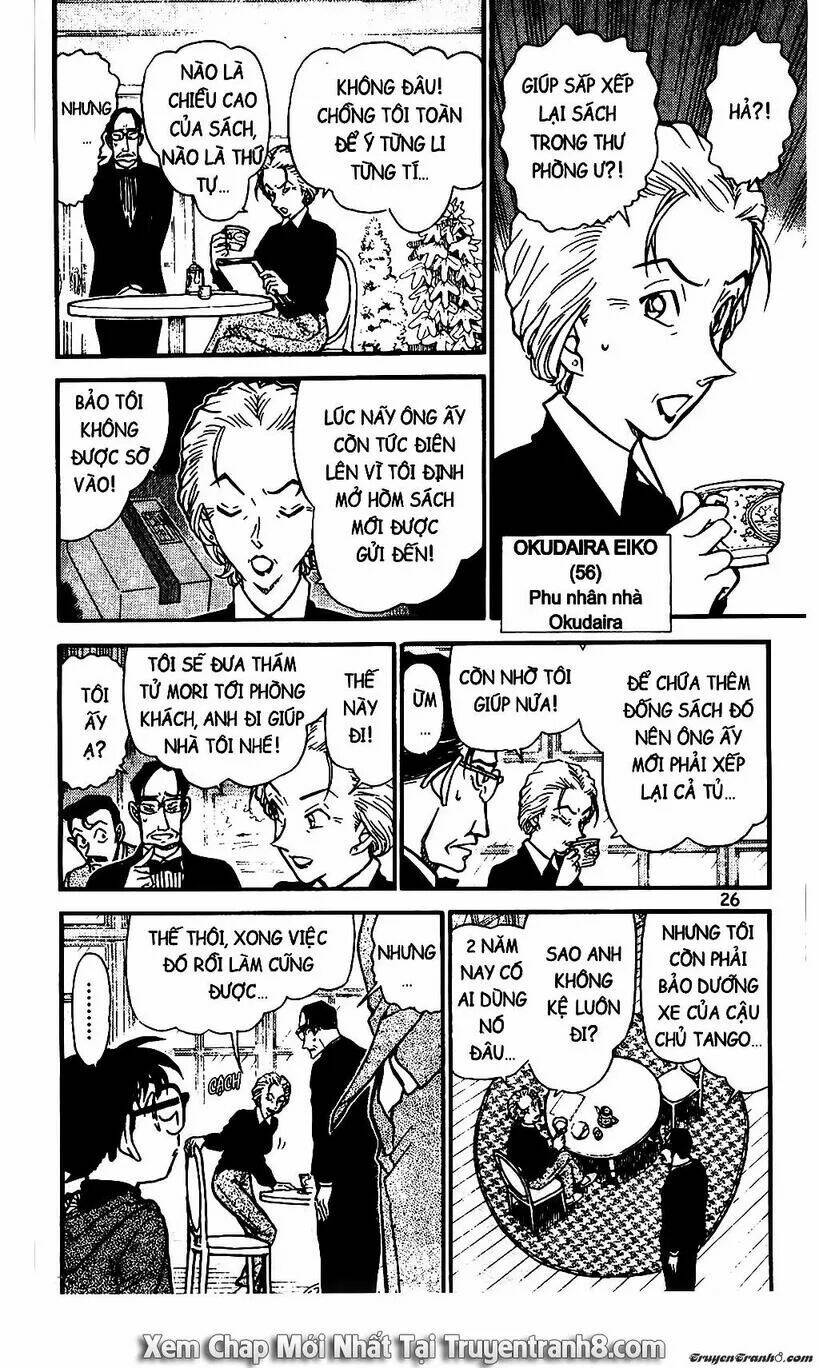 HẢ?!
GIÚP SẮP XẾP
LẠI SÁCH
TRONG THƯ
PHÒNG Ư?!
OKUDAIRA EIKO
(56)
Phu nhân nhà
Okudaira
KHÔNG ĐÂU!
CHỒNG TÔI TOÀN
ĐỂ Ý TỪNG LI
TỪNG TÍ...
NÀO LÀ
CHIỀU CAO
CỦA SÁCH,
NÀO LÀ THỨ
TỰ...
NHƯNG
...
LÚC NÃY ÔNG ẤY
CÒN TỨC ĐIÊN
LÊN VÌ TÔI ĐỊNH
MỞ HÒM SÁCH
MỚI ĐƯỢC
GỬI ĐẾN!
BẢO TÔI
KHÔNG
ĐƯỢC SỜ
VÀO!
ĐỂ CHỨA THÊM
ĐỐNG SÁCH ĐÓ
NÊN ÔNG ẤY
MỚI PHẢI XẾP
LẠI CẢ TỦ...
CÒN NHỜ TÔI
GIÚP NỮA!
ỪM
...
THẾ
NÀY
ĐI!
TÔI SẼ ĐƯA THÁM
TỬ MORI TỚI PHÒNG
KHÁCH, ANH ĐI GIÚP
NHÀ TÔI NHÉ!
TÔI
ẤY
Ạ?
26
NHƯNG TÔI
CÒN PHẢI
BẢO DƯỠNG
XE CỦA CẬU
CHỦ TANGO...
SAO ANH
KHÔNG
KỆ LUÔN
ĐI?
2 NĂM
NAY CÓ
AI DÙNG
NÓ
ĐÂU...
NHƯNG
...
THẾ THÔI, XONG VIỆC
ĐÓ RỒI LÀM CŨNG
ĐƯỢC...
CẠCH
......
Xem Chap Mới Nhất Tại Truyentranh8.com
TruyenTranh8.com